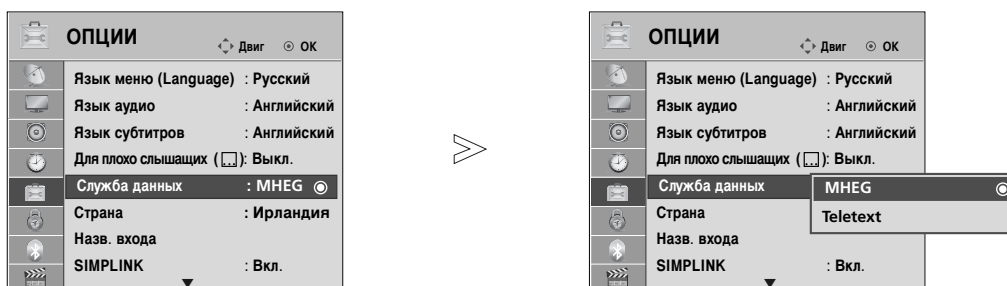 ОПЦИИ
Двиг ОК
Язык меню (Language) : Русский
Язык аудио : Английский
Язык субтитров : Английский
Для плохо слышащих ( ): Выкл.
Служба данных : MHEG
Страна : Ирландия
Назв. входа
SIMPLINK : Вкл.
ОПЦИИ
Двиг ОК
Язык меню (Language) : Русский
Язык аудио : Английский
Язык субтитров : Английский
Для плохо слышащих ( ): Выкл.
Служба данных
MHEG
Страна
Teletext
Назв. входа
SIMPLINK : Вкл.